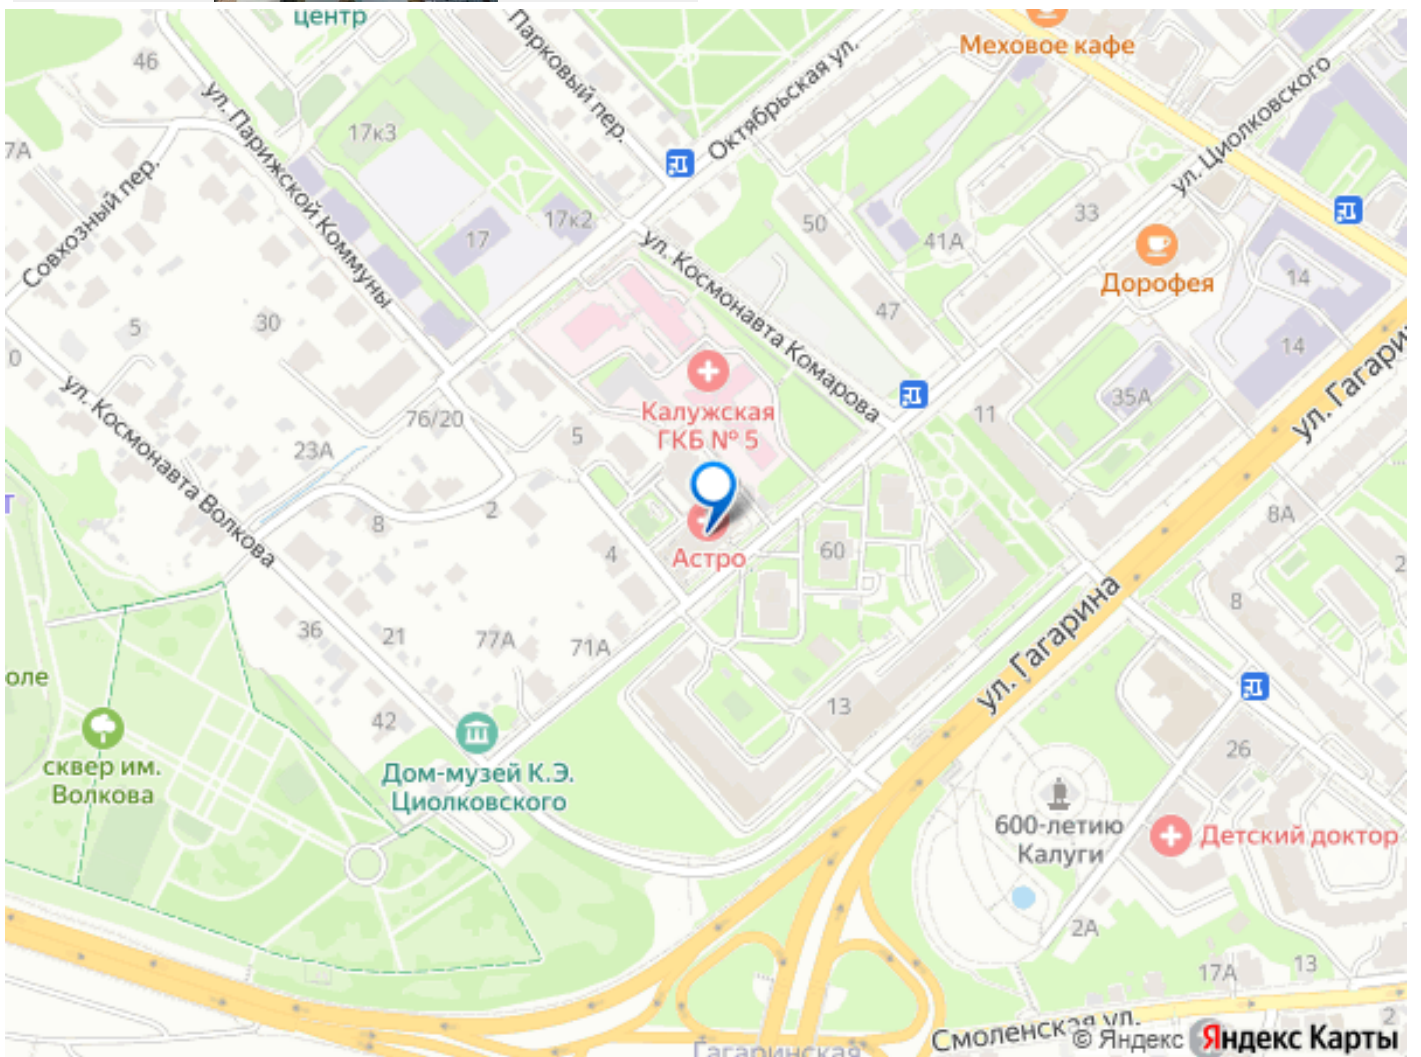 центр
Меховое кафе
46
Парковый пер.
Октябрьская ул.
ул. Циолковского
17к3
7А
ул. Парижской Коммуны
Совхозный пер.
17к2
17
50
33
41А
ул. Космонавта Комарова
Дорофея
14
47
5
30
0
14
ул. Космонавта Волкова
76/20
Калужская
ГКБ № 5
5
11
35А
23А
8
2
4
Астро
60
8А
2
8
ул. Гагарина
36
21
77А
71А
оле
42
13
сквер им.
Волкова
Дом-музей К.Э.
Циолковского
26
600-летию
Калуги
Детский доктор
2А
17А
13
2
Смоленская ул.
Гагаринская
© Яндекс Яндекс Карты